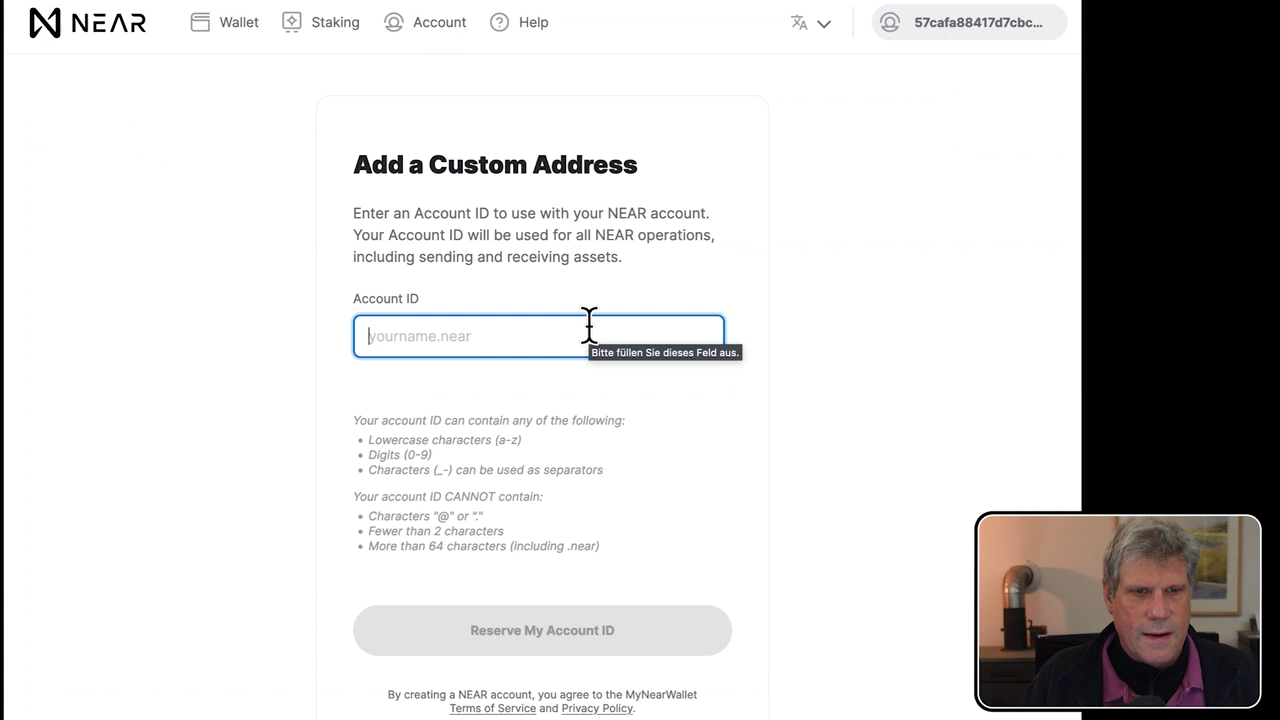 NEAR Wallet Staking Account Help 57cafa88417d7cbc...
Add a Custom Address
Enter an Account ID to use with your NEAR account.
Your Account ID will be used for all NEAR operations,
including sending and receiving assets.
Account ID
yourname.near
Bitte füllen Sie dieses Feld aus.
Your account ID can contain any of the following:
• Lowercase characters (a-z)
• Digits (0-9)
• Characters (_-) can be used as separators
Your account ID CANNOT contain:
• Characters "@" or "."
• Fewer than 2 characters
• More than 64 characters (including .near)
Reserve My Account ID
By creating a NEAR account, you agree to the MyNearWallet
Terms of Service and Privacy Policy.